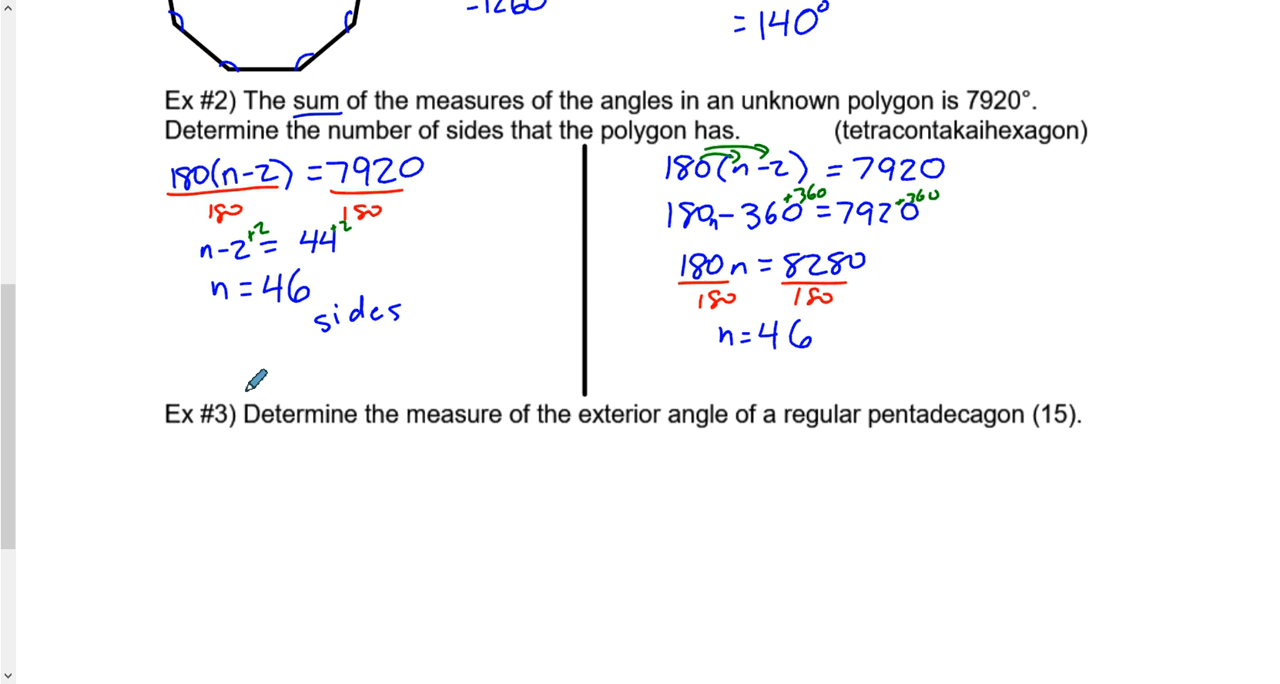 =1260
= 140°
Ex #2) The sum of the measures of the angles in an unknown polygon is 7920°.
Determine the number of sides that the polygon has. (tetracontakaihexagon)
180(n-2) = 7920
180 180
n-2+2 = 44+2
n = 46
sides
180(n-2) = 7920
180n - 360+360 = 7920+360
180n = 8280
180 180
n = 46
Ex #3) Determine the measure of the exterior angle of a regular pentadecagon (15).